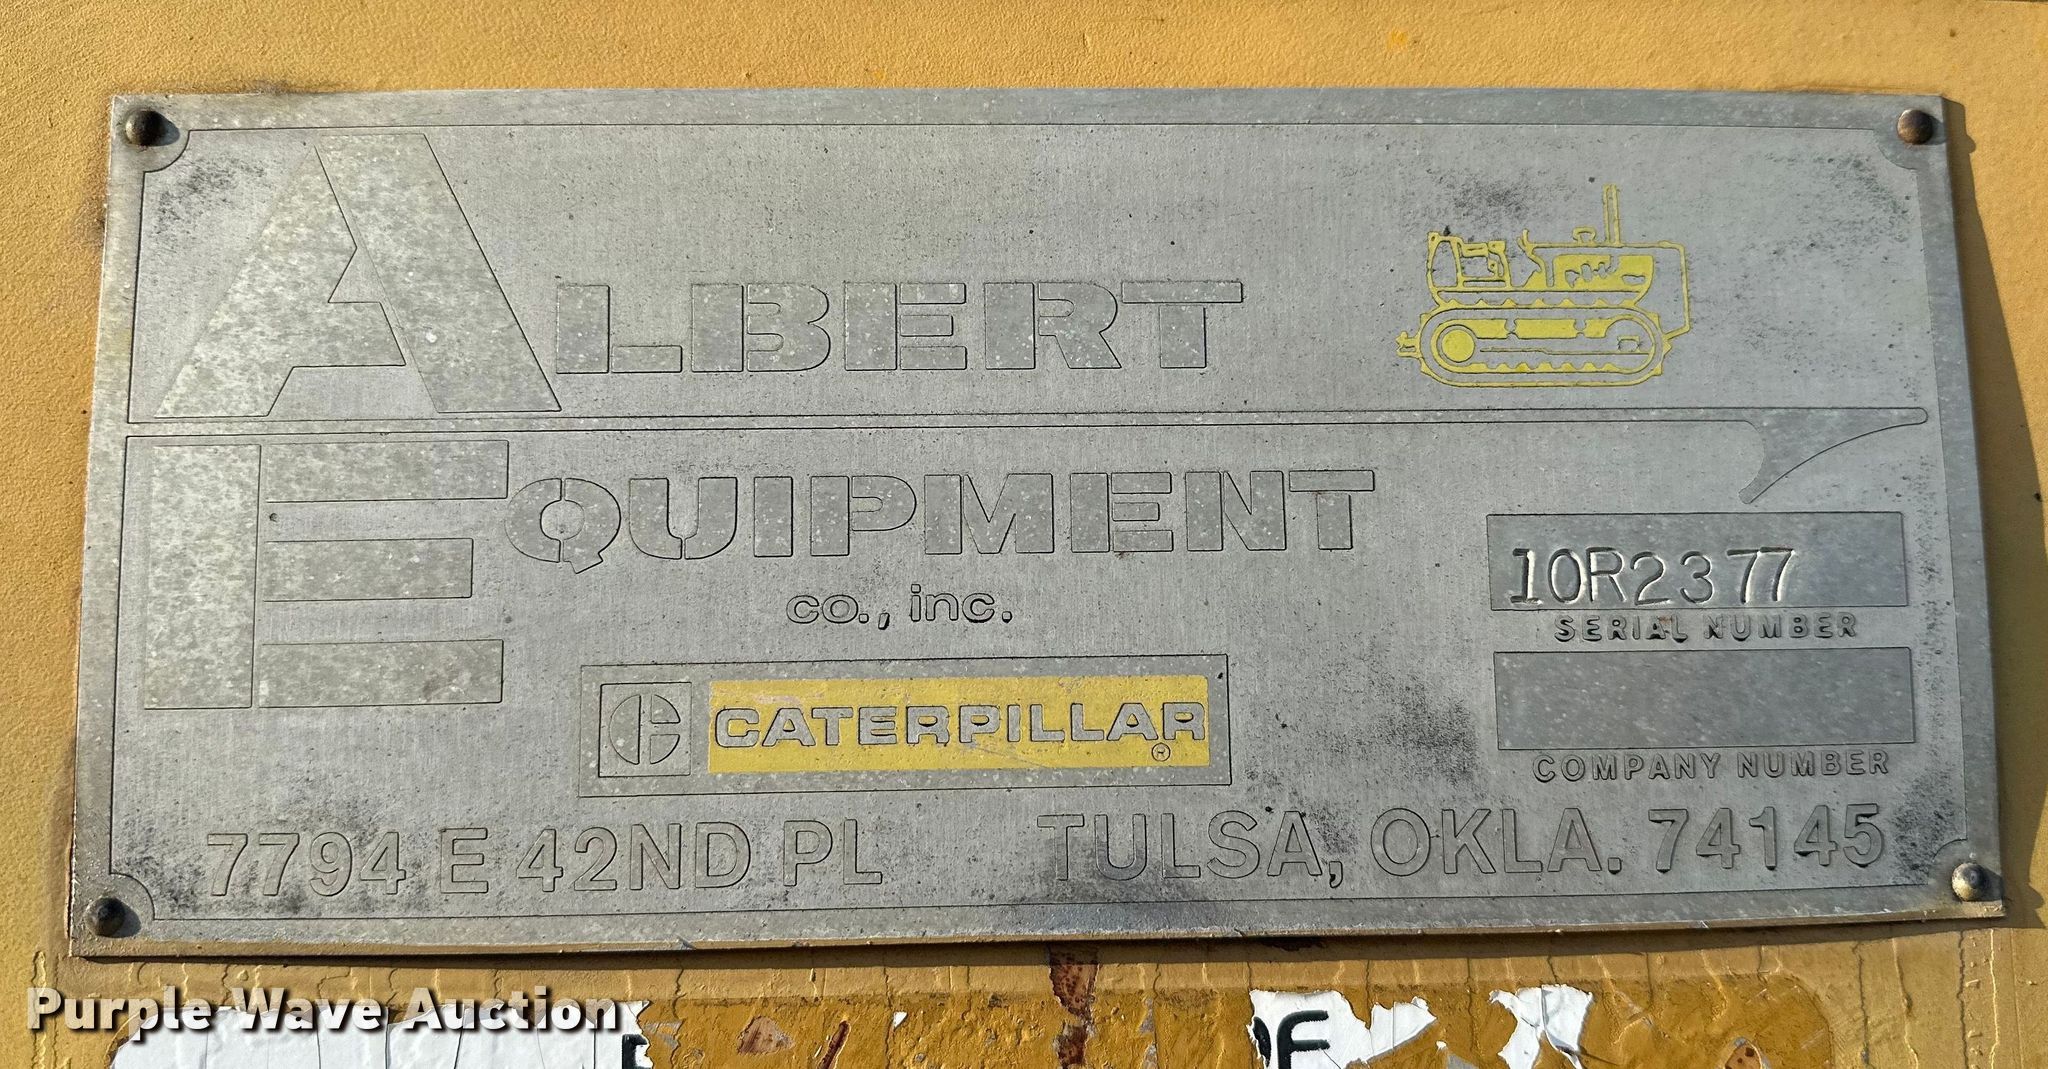 ALBERT
EQUIPMENT
co., inc.
10R2377
SERIAL NUMBER
C CATERPILLAR ®
COMPANY NUMBER
7794 E 42ND PL TULSA, OKLA. 74145
Purple Wave Auction